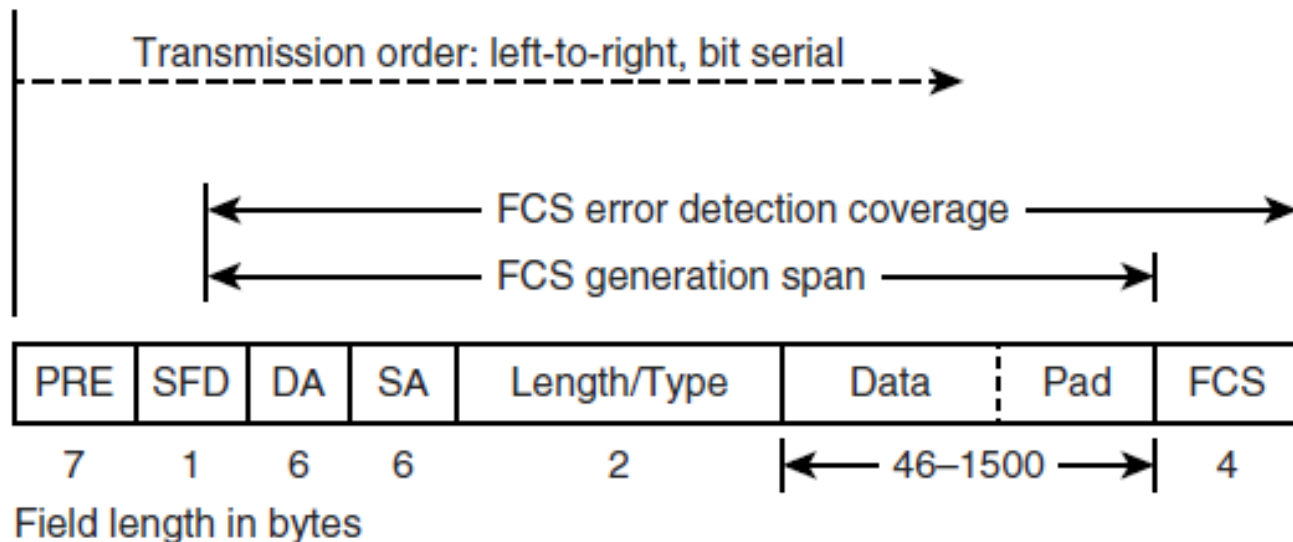 Transmission order: left-to-right, bit serial
FCS error detection coverage
FCS generation span
PRE SFD DA SA Length/Type Data Pad FCS
7 1 6 6 2 46–1500 4
Field length in bytes